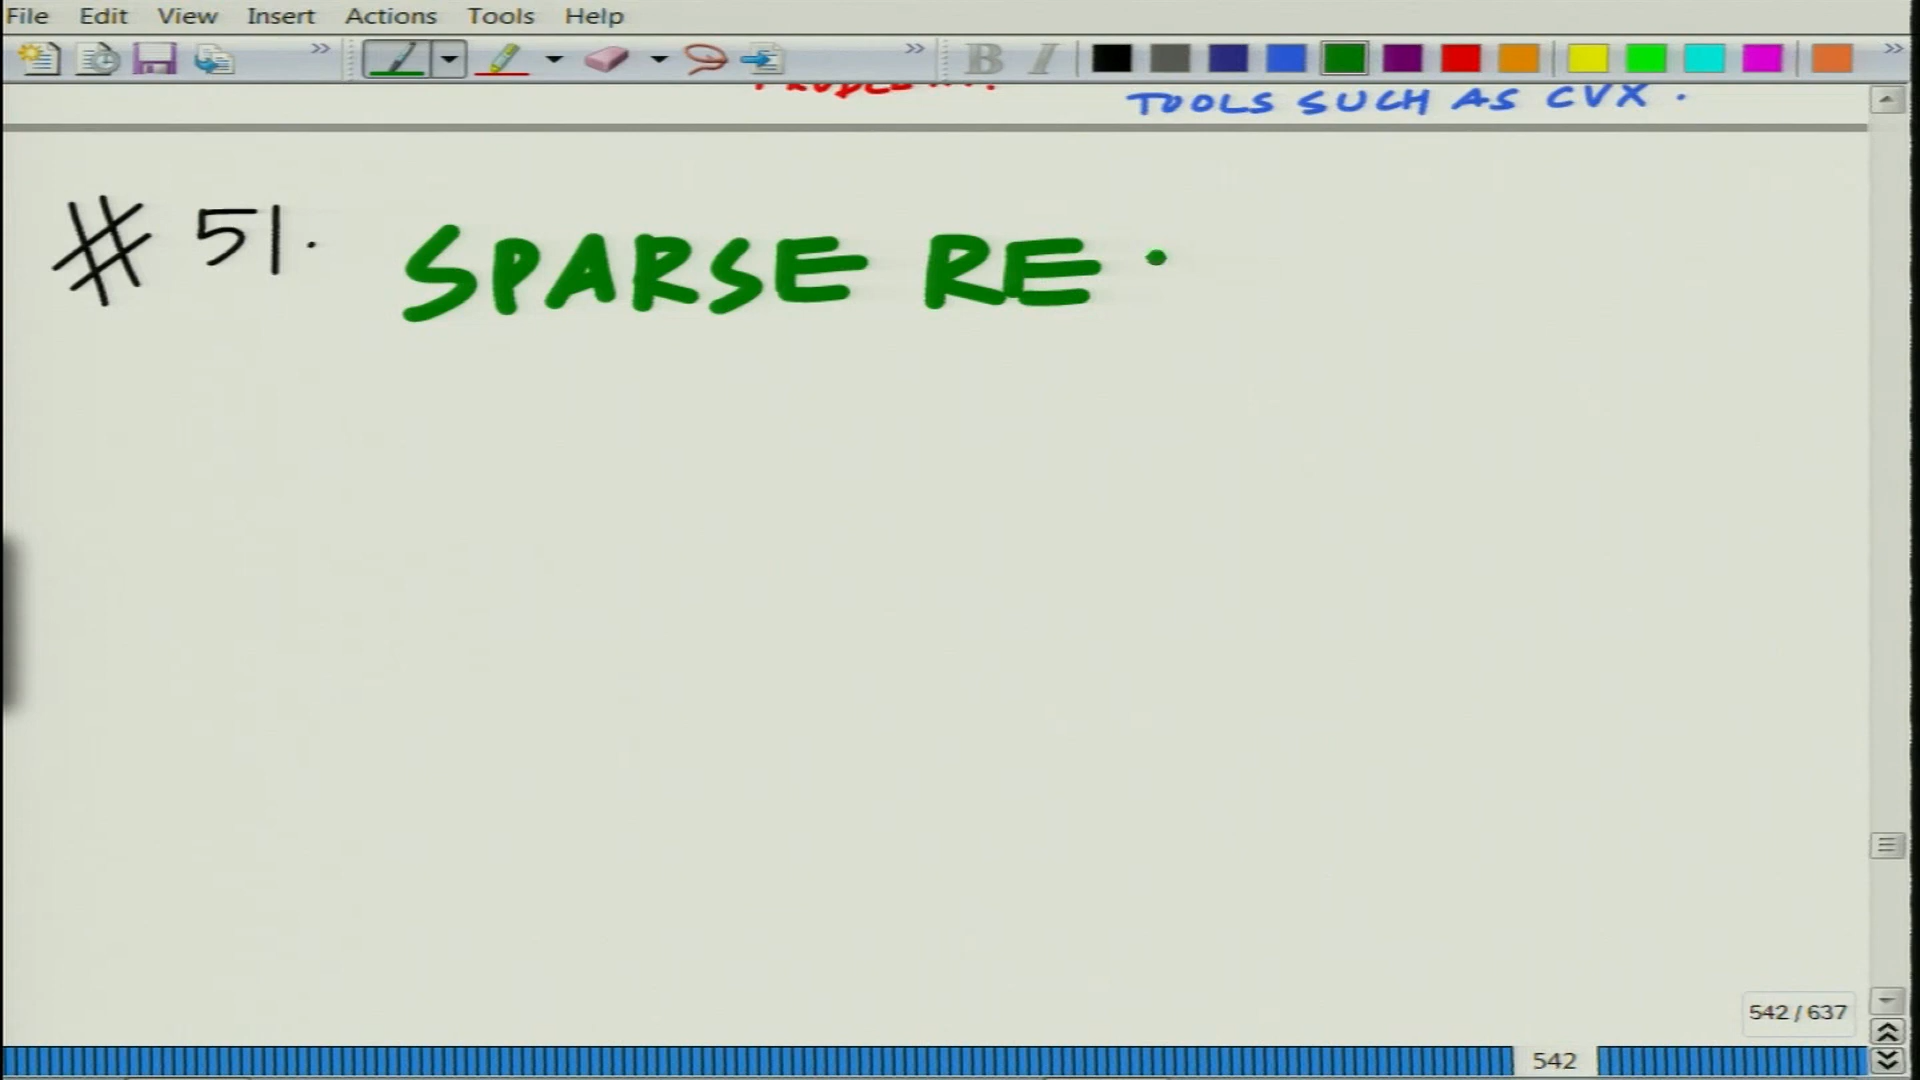 File Edit View Insert Actions Tools Help
B I
TOOLS SUCH AS CVX.
# 51. SPARSE RE
542 / 637
542